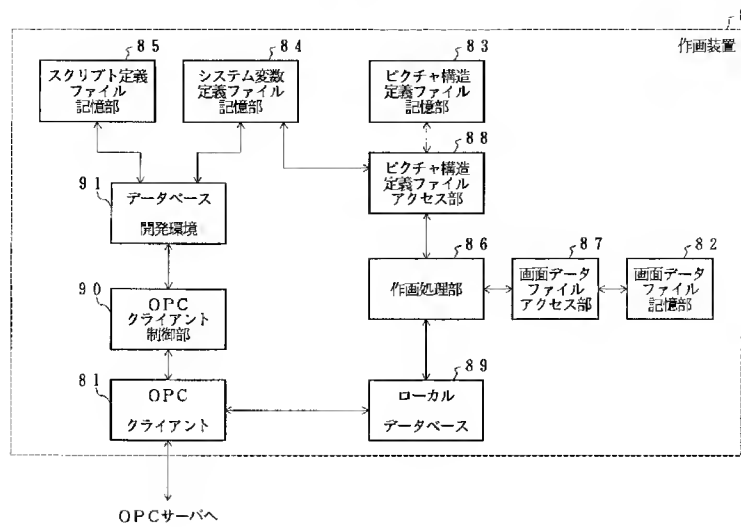 8
作画装置
85
スクリプト定義
ファイル
記憶部
84
システム変数
定義ファイル
記憶部
83
ピクチャ構造
定義ファイル
記憶部
88
ピクチャ構造
定義ファイル
アクセス部
91
データベース
開発環境
86
作画処理部
87
画面データ
ファイル
アクセス部
82
画面データ
ファイル
記憶部
90
OPC
クライアント
制御部
81
OPC
クライアント
89
ローカル
データベース
OPCサーバへ